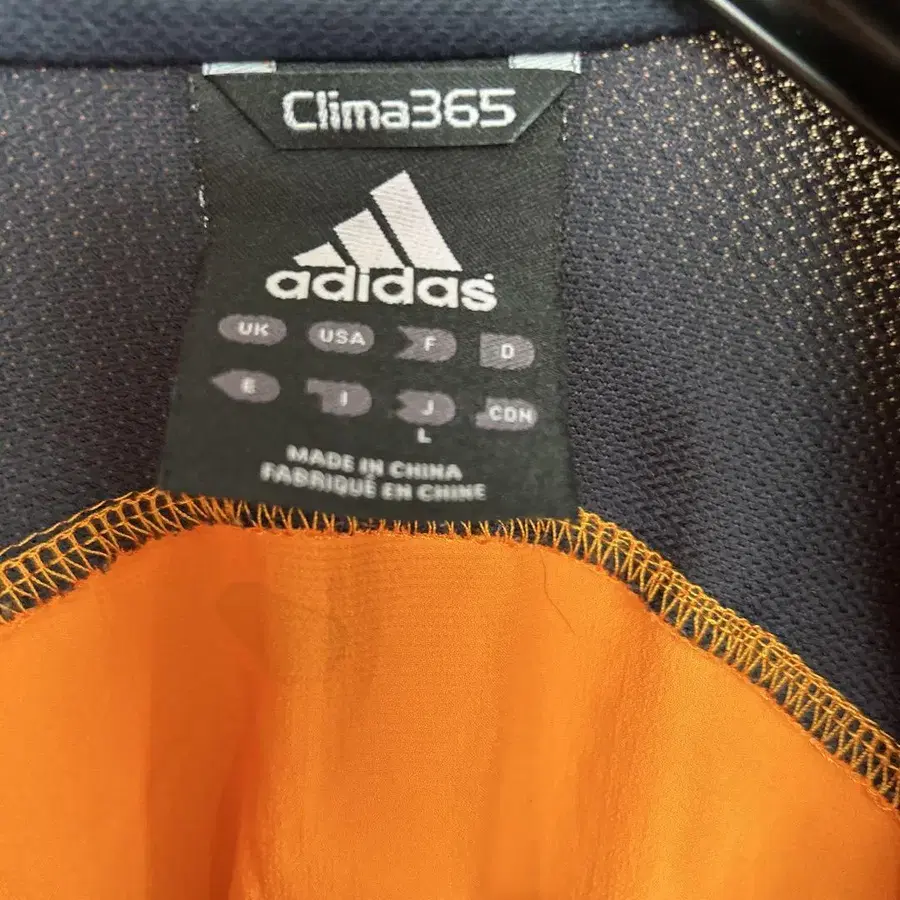 Clima365
adidas
UK USA F D
E I J CDN
L
MADE IN CHINA
FABRIQUÉ EN CHINE